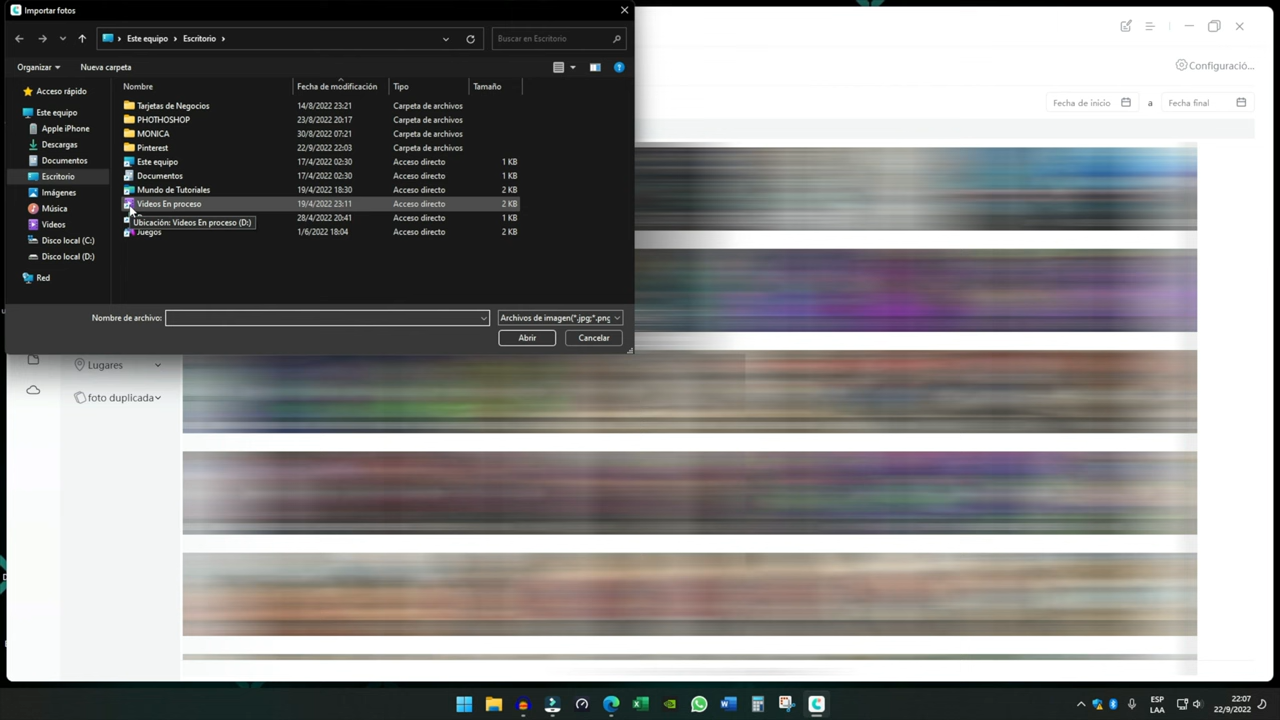 Importar fotos
Este equipo
Escritorio
Buscar en Escritorio
Organizar
Nueva carpeta
Nombre
Fecha de modificación
Tipo
Tamaño
Acceso rápido
Este equipo
Apple iPhone
Descargas
Documentos
Escritorio
Imágenes
Música
Videos
Disco local (C:)
Disco local (D:)
Red
Tarjetas de Negocios 14/8/2022 23:21 Carpeta de archivos
PHOTHOSHOP 23/8/2022 20:17 Carpeta de archivos
MONICA 30/8/2022 07:21 Carpeta de archivos
Pinterest 22/9/2022 22:03 Carpeta de archivos
Este equipo 17/4/2022 02:30 Acceso directo 1 KB
Documentos 17/4/2022 02:30 Acceso directo 1 KB
Mundo de Tutoriales 19/4/2022 18:30 Acceso directo 2 KB
Videos En proceso 19/4/2022 23:11 Acceso directo 2 KB
28/4/2022 20:41 Acceso directo 1 KB
Ubicación: Videos En proceso (D:)
Juegos 1/6/2022 18:04 Acceso directo 2 KB
Nombre de archivo:
Archivos de imagen(*.jpg;*.png
Abrir
Cancelar
Configuració...
Fecha de inicio
a
Fecha final
Lugares
foto duplicada
ESP
LAA
22:07
22/9/2022